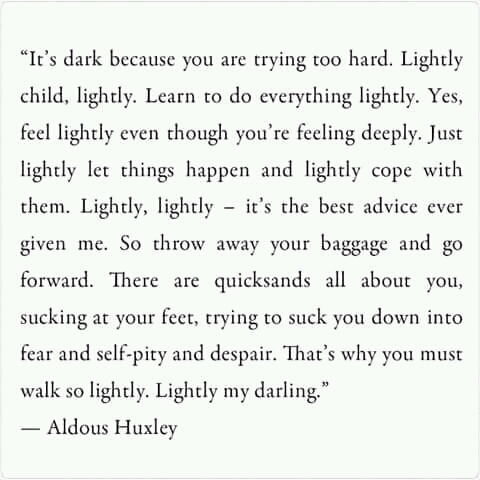 “It’s dark because you are trying too hard. Lightly
child, lightly. Learn to do everything lightly. Yes,
feel lightly even though you’re feeling deeply. Just
lightly let things happen and lightly cope with
them. Lightly, lightly – it’s the best advice ever
given me. So throw away your baggage and go
forward. There are quicksands all about you,
sucking at your feet, trying to suck you down into
fear and self-pity and despair. That’s why you must
walk so lightly. Lightly my darling.”
— Aldous Huxley